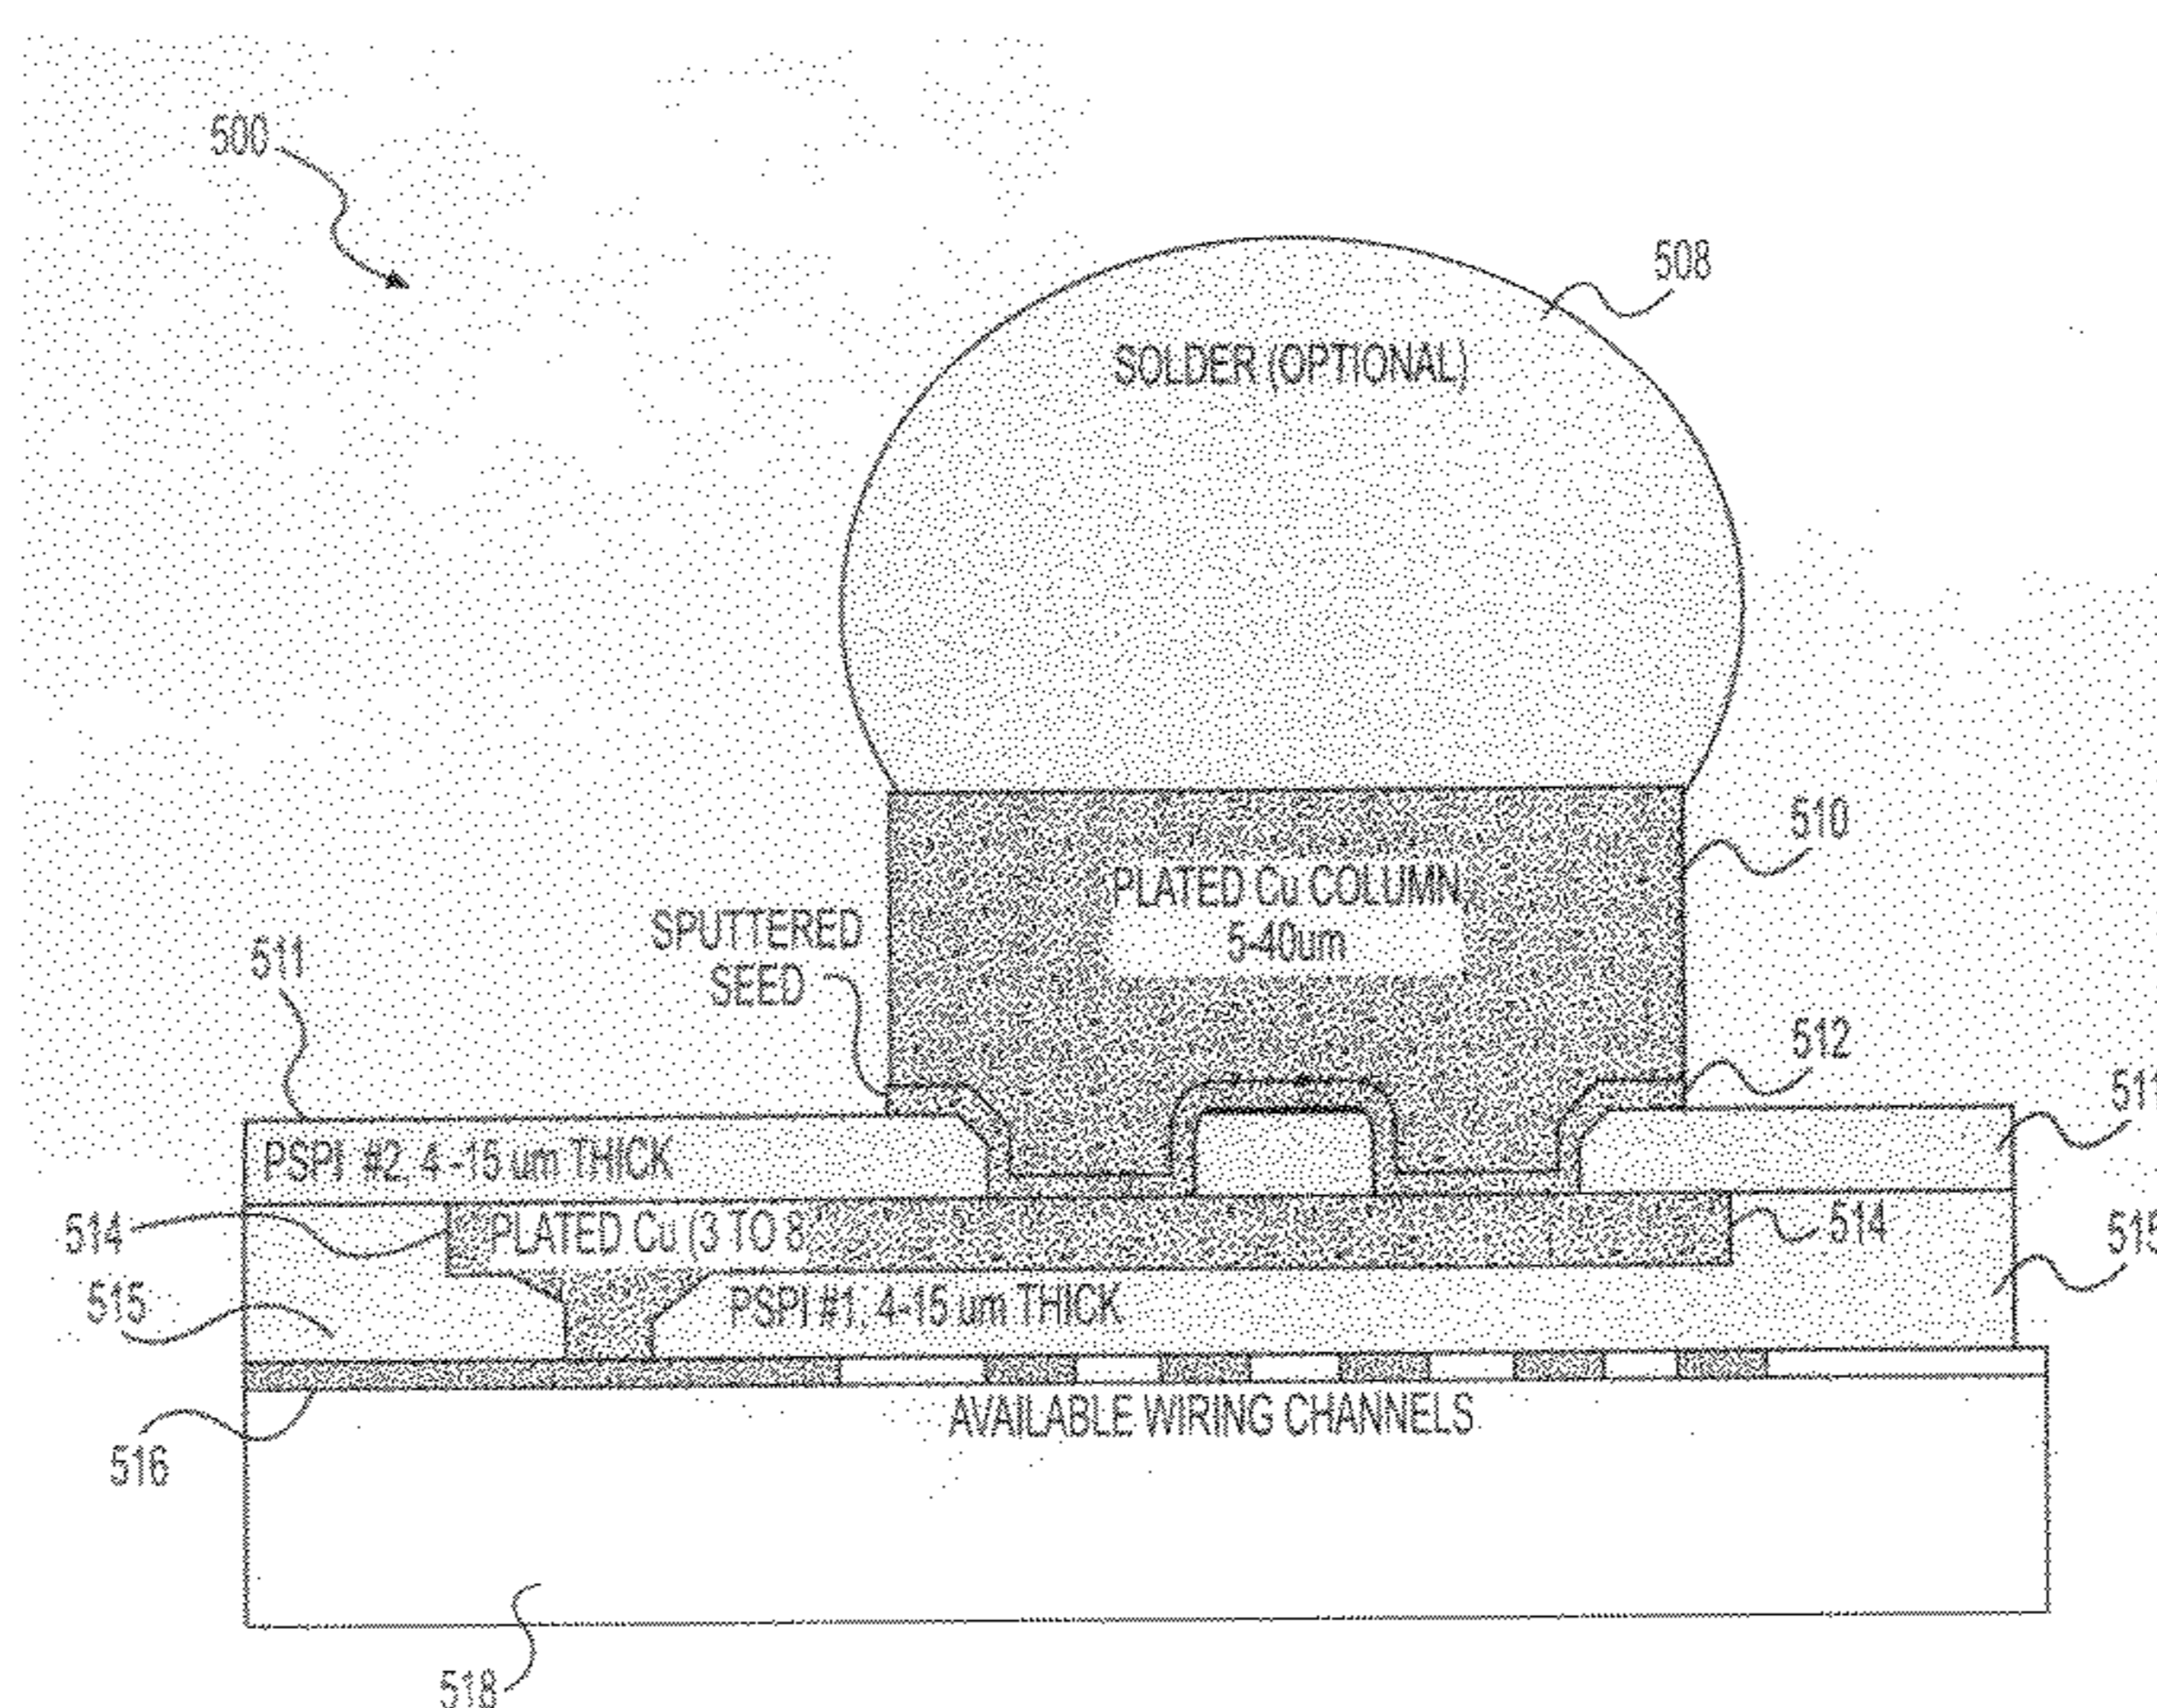 500
508
SOLDER (OPTIONAL)
510
PLATED Cu COLUMN
5-40um
SPUTTERED
SEED
511
512
511
PSPI #2, 4-15 um THICK
514
PLATED Cu (3 TO 8
514
515
515
PSPI #1, 4-15 um THICK
AVAILABLE WIRING CHANNELS
516
518